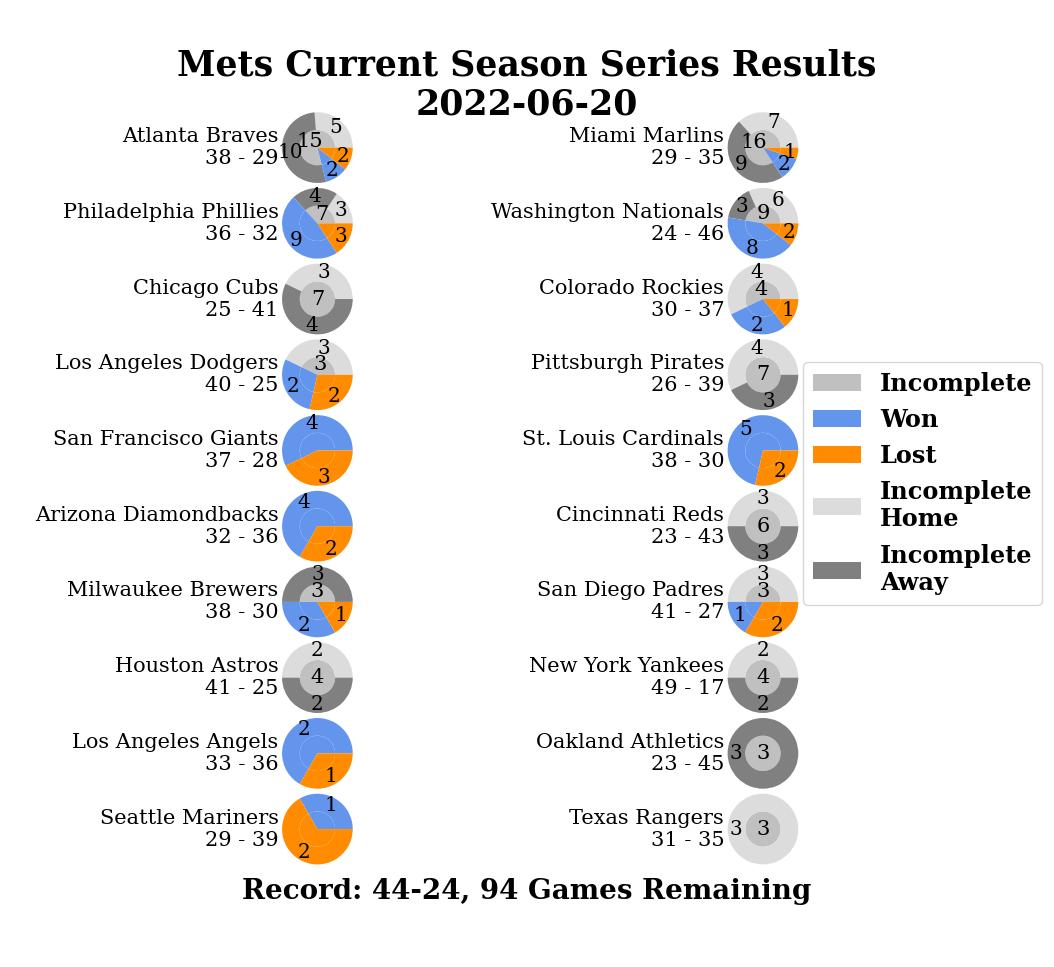 Mets Current Season Series Results
2022-06-20
Atlanta Braves
38 - 29
5
15
10
2
2
Miami Marlins
29 - 35
7
16
1
9
2
Philadelphia Phillies
36 - 32
4
3
7
9
3
Washington Nationals
24 - 46
6
3
9
2
8
Chicago Cubs
25 - 41
3
7
4
Colorado Rockies
30 - 37
4
4
1
2
Los Angeles Dodgers
40 - 25
3
3
2
2
Pittsburgh Pirates
26 - 39
4
7
3
San Francisco Giants
37 - 28
4
3
St. Louis Cardinals
38 - 30
5
2
Arizona Diamondbacks
32 - 36
4
2
Cincinnati Reds
23 - 43
3
6
3
Milwaukee Brewers
38 - 30
3
3
1
2
San Diego Padres
41 - 27
3
3
1
2
Houston Astros
41 - 25
2
4
2
New York Yankees
49 - 17
2
4
2
Los Angeles Angels
33 - 36
2
1
Oakland Athletics
23 - 45
3
3
Seattle Mariners
29 - 39
1
2
Texas Rangers
31 - 35
3
3
Incomplete
Won
Lost
Incomplete
Home
Incomplete
Away
Record: 44-24, 94 Games Remaining